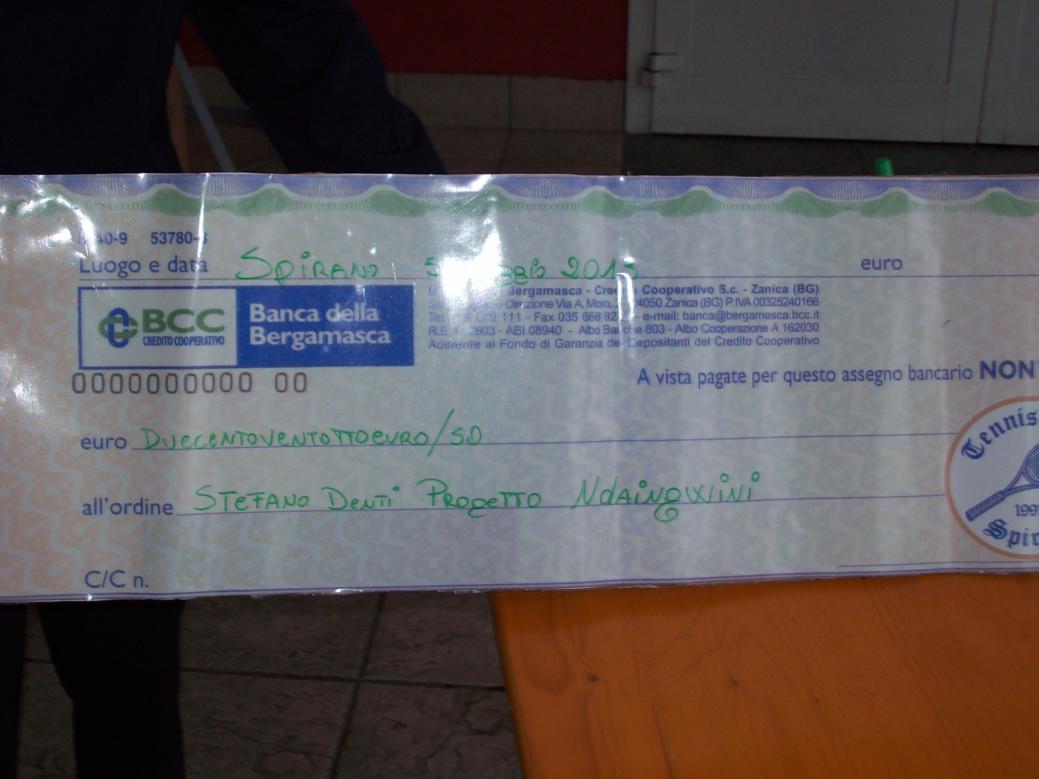 53780-
Luogo e data Spirano 5 2013 euro
BCC
CREDITO COOPERATIVO
Banca della
Bergamasca
Bergamasca - Credito Cooperativo S.c. - Zanica (BG)
Direzione Via A. Moro, 24050 Zanica (BG) P. IVA 00325240166
111 - Fax 035 666 82 e-mail: banca@bergamasca.bcc.it
ABI 08940 - Albo Banche 803 - Albo Cooperazione A 162030
Aderente al Fondo di Garanzia dei Depositanti del Credito Cooperativo
0000000000 00
A vista pagate per questo assegno bancario NON
euro DUECENTOVENTOTTOEURO/50
all'ordine STEFANO DENTI PROGETTO NDAINGWINI
Tennis
Spir
C/C n.